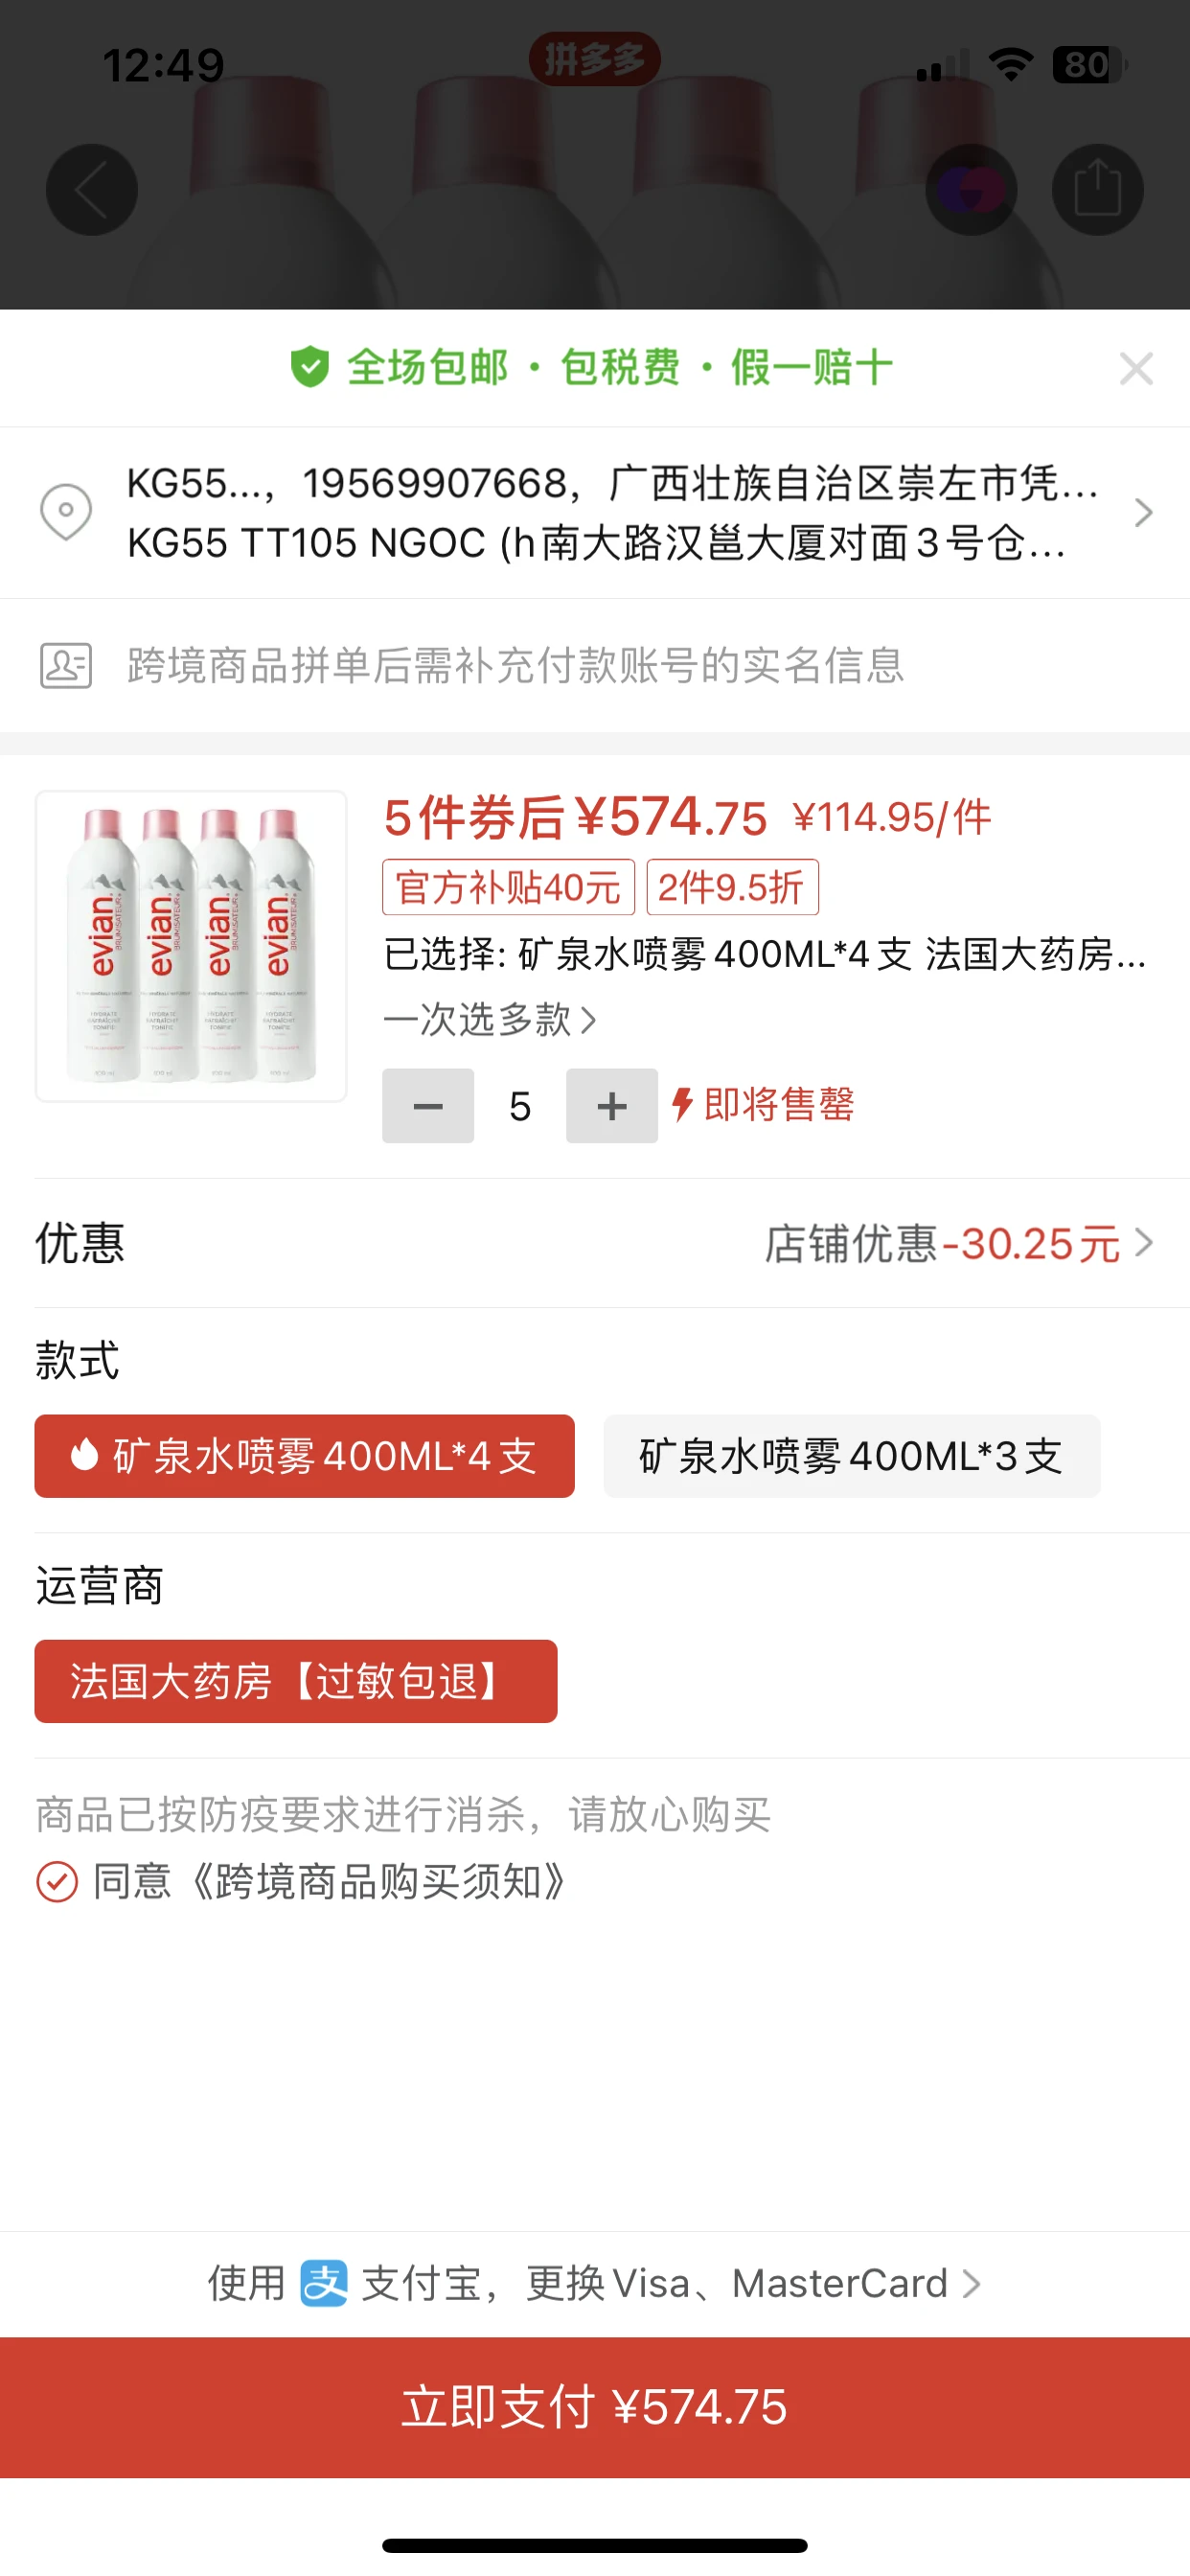 12:49
拼多多
80
全场包邮 · 包税费 · 假一赔十
KG55...，19569907668，广西壮族自治区崇左市凭...
KG55 TT105 NGOC (h南大路汉邕大厦对面3号仓...
跨境商品拼单后需补充付款账号的实名信息
5件券后¥574.75 ¥114.95/件
官方补贴40元 2件9.5折
evian. evian. evian. evian.
已选择: 矿泉水喷雾400ML*4支 法国大药房...
一次选多款
5
即将售罄
优惠 店铺优惠-30.25元
款式
矿泉水喷雾400ML*4支 矿泉水喷雾400ML*3支
运营商
法国大药房【过敏包退】
商品已按防疫要求进行消杀，请放心购买
同意《跨境商品购买须知》
使用 支 支付宝，更换Visa、MasterCard
立即支付 ¥574.75